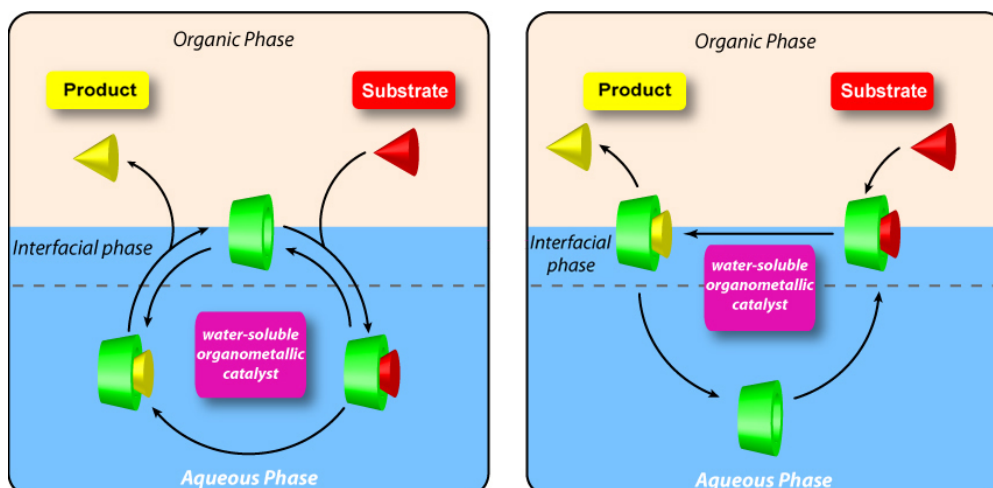 Organic Phase
Product
Substrate
Interfacial phase
water-soluble
organometallic
catalyst
Aqueous Phase
Organic Phase
Product
Substrate
Interfacial
phase
water-soluble
organometallic
catalyst
Aqueous Phase